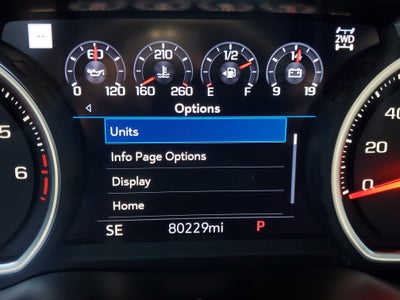 --
2WD
60
0 120
210
160 260
1/2
E F
14
9 19
Options
Units
Info Page Options
Display
Home
SE 80229mi P
5
6
40
20
0